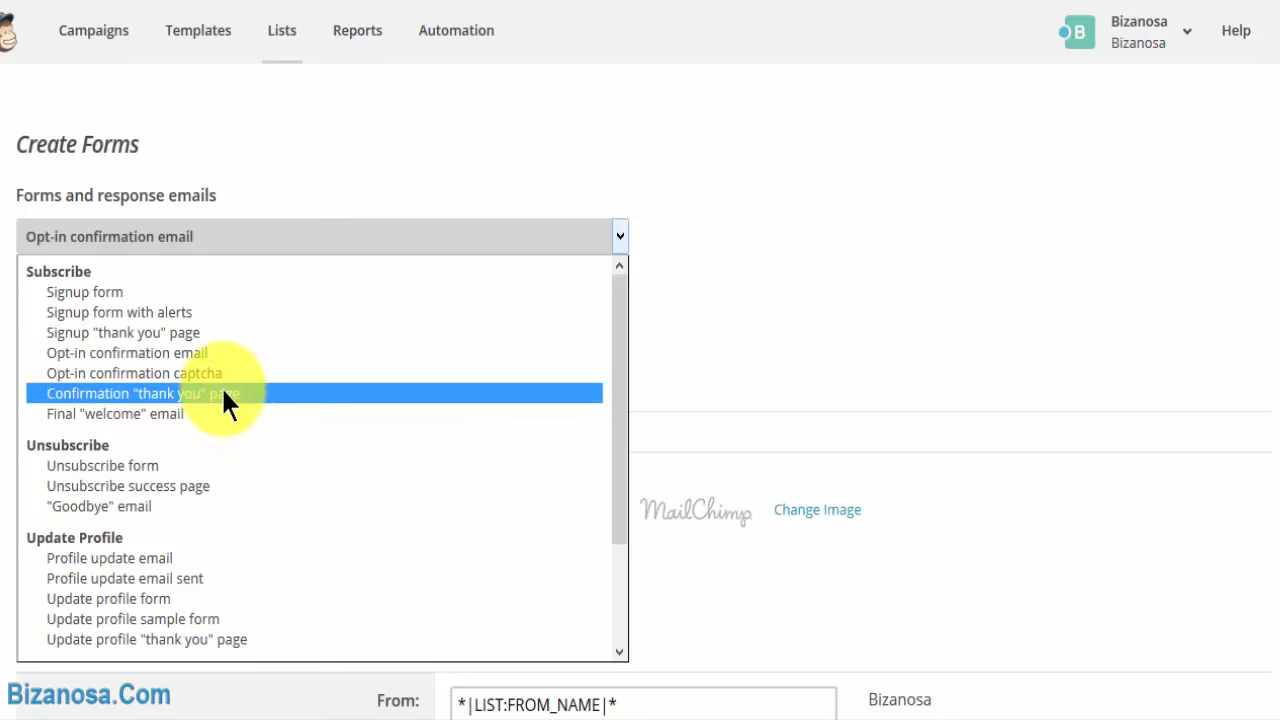 Campaigns Templates Lists Reports Automation B Bizanosa Help
Bizanosa
Create Forms
Forms and response emails
Opt-in confirmation email
Subscribe
Signup form
Signup form with alerts
Signup "thank you" page
Opt-in confirmation email
Opt-in confirmation captcha
Confirmation "thank you" page
Final "welcome" email
Unsubscribe
Unsubscribe form
Unsubscribe success page
"Goodbye" email
MailChimp Change Image
Update Profile
Profile update email
Profile update email sent
Update profile form
Update profile sample form
Update profile "thank you" page
Bizanosa.Com
From: *|LIST:FROM_NAME|* Bizanosa